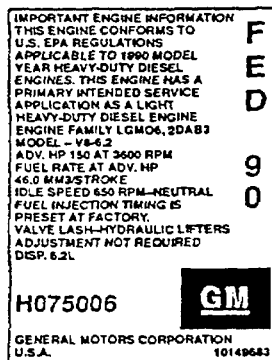 IMPORTANT ENGINE INFORMATION
THIS ENGINE CONFORMS TO
U.S. EPA REGULATIONS
APPLICABLE TO 1990 MODEL
YEAR HEAVY-DUTY DIESEL
ENGINES. THIS ENGINE HAS A
PRIMARY INTENDED SERVICE
APPLICATION AS A LIGHT
HEAVY-DUTY DIESEL ENGINE
ENGINE FAMILY LGM06,2DAB3
MODEL – V8-6.2
ADV. HP 150 AT 3600 RPM
FUEL RATE AT ADV. HP
46.0 MM3/STROKE
IDLE SPEED 650 RPM–NEUTRAL
FUEL INJECTION TIMING IS
PRESET AT FACTORY.
VALVE LASH–HYDRAULIC LIFTERS
ADJUSTMENT NOT REQUIRED
DISP. 6.2L
F
E
D
9
0
H075006
GM
GENERAL MOTORS CORPORATION
U.S.A. 10149683